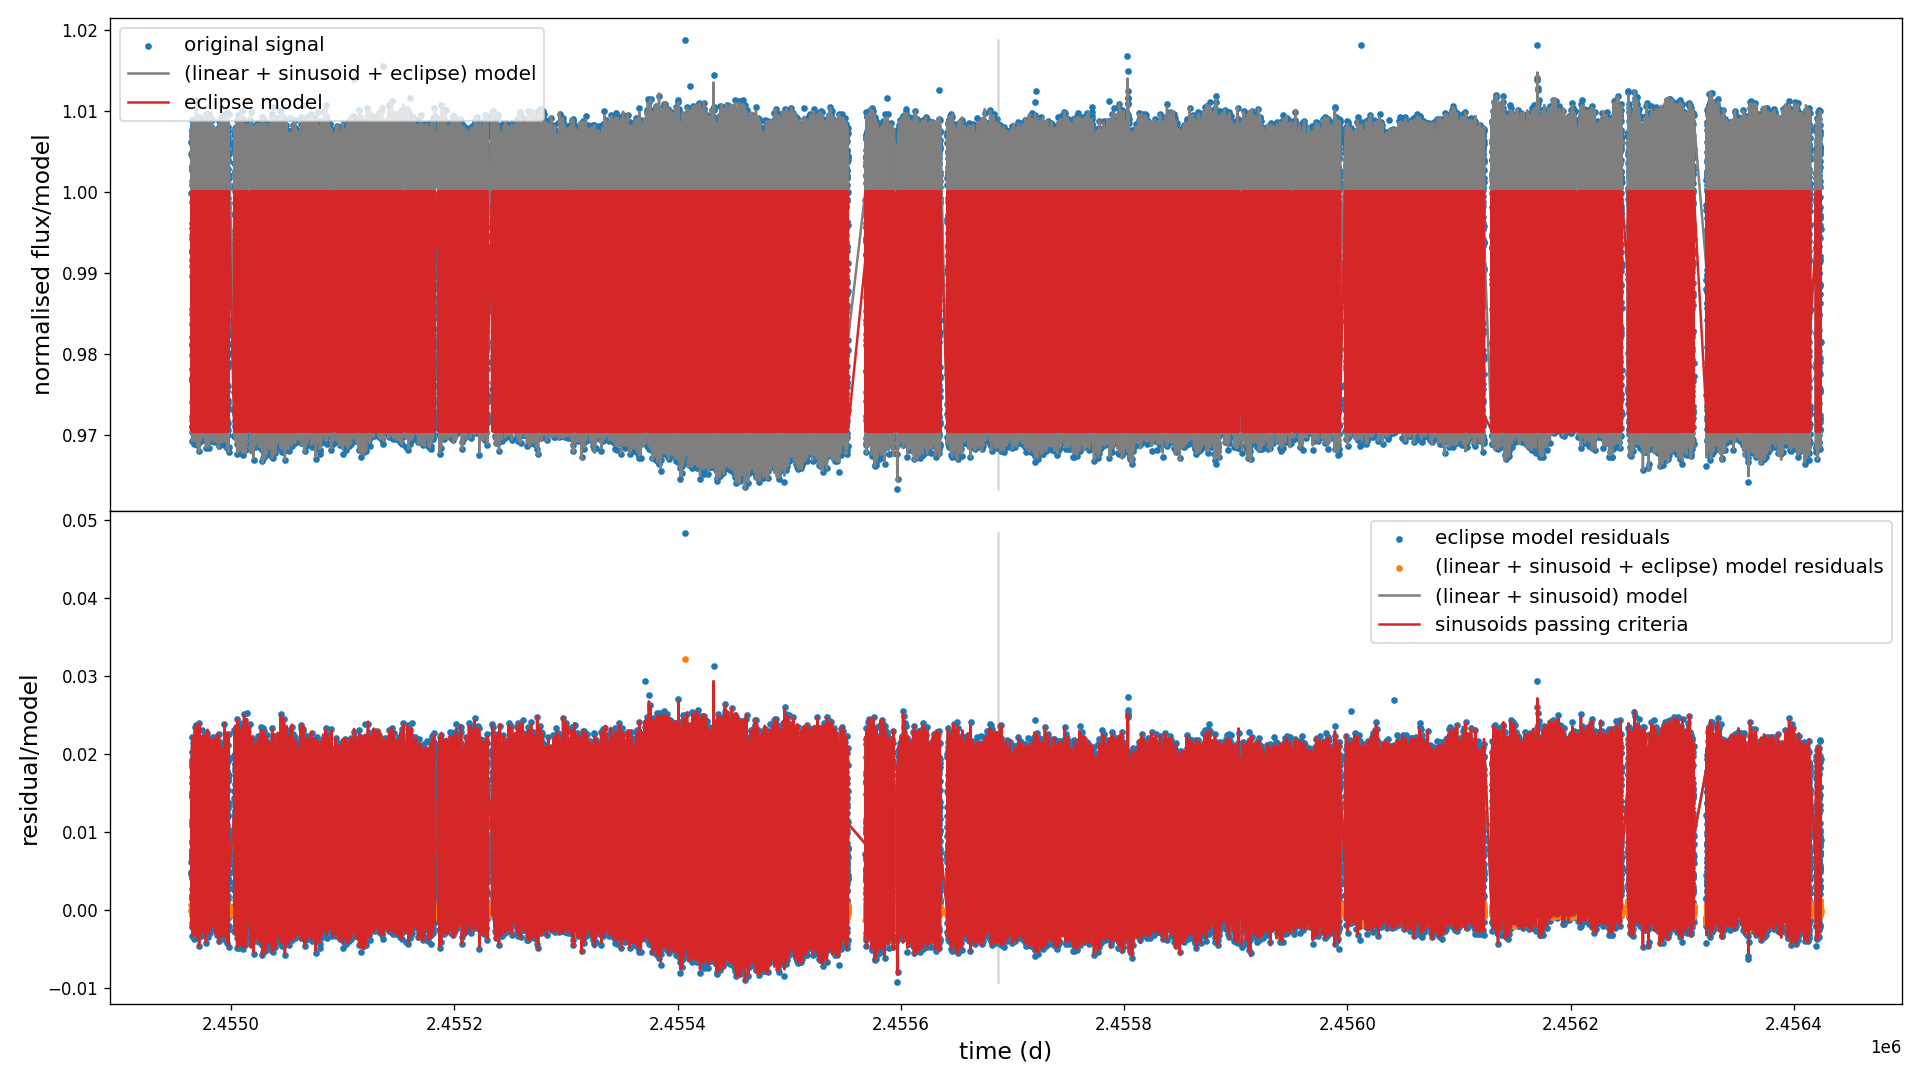 1.02
1.01
1.00
0.99
0.98
0.97
normalised flux/model
original signal
(linear + sinusoid + eclipse) model
eclipse model
0.05
0.04
0.03
0.02
0.01
0.00
−0.01
residual/model
eclipse model residuals
(linear + sinusoid + eclipse) model residuals
(linear + sinusoid) model
sinusoids passing criteria
2.4550 2.4552 2.4554 2.4556 2.4558 2.4560 2.4562 2.4564
1e6
time (d)